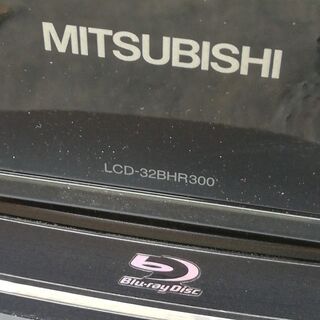 MITSUBISHI
LCD-32BHR300
Blu-ray Disc